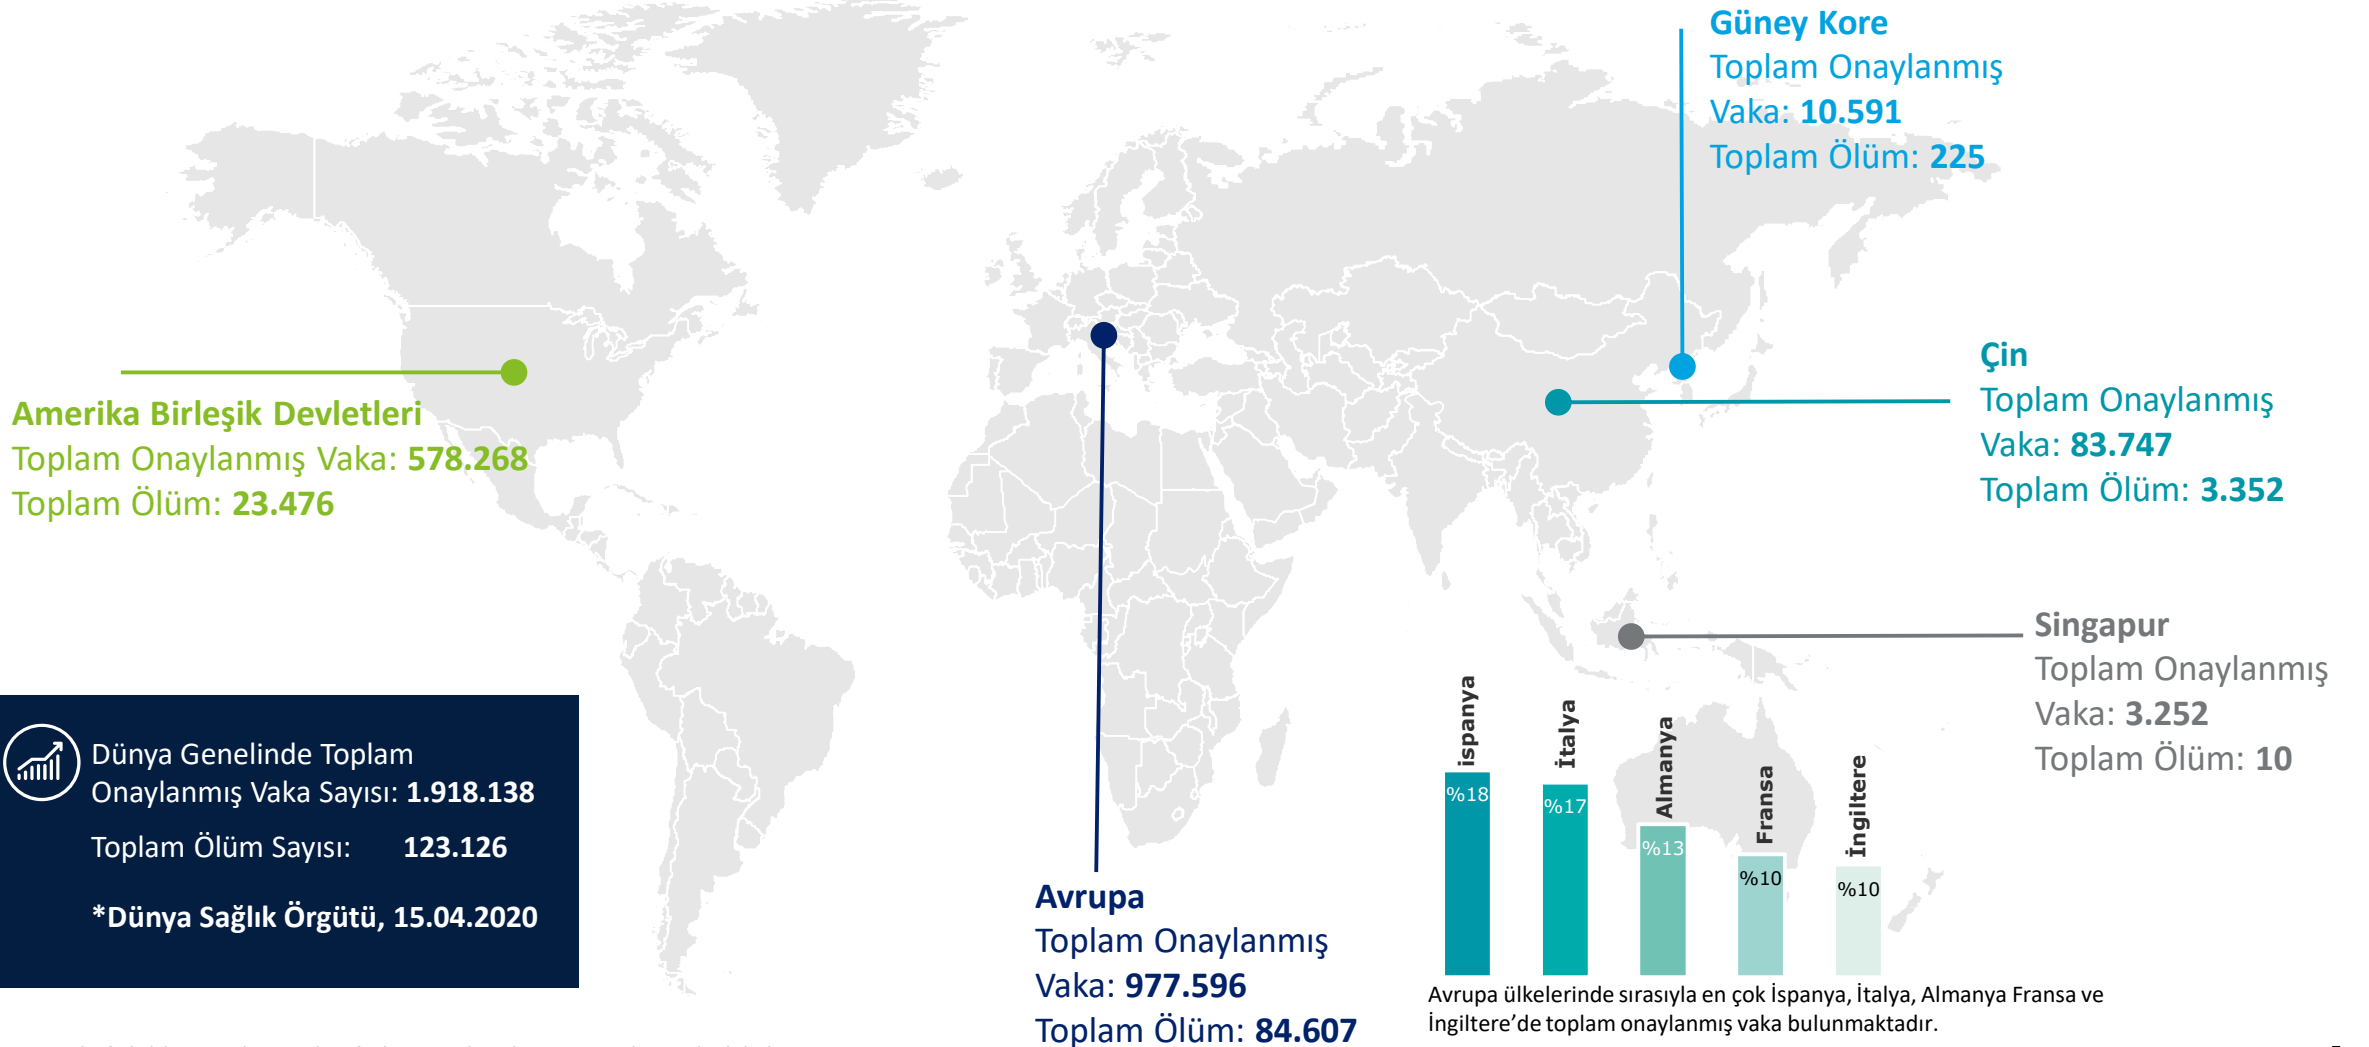 Güney Kore
Toplam Onaylanmış
Vaka: 10.591
Toplam Ölüm: 225
Çin
Toplam Onaylanmış
Vaka: 83.747
Toplam Ölüm: 3.352
Amerika Birleşik Devletleri
Toplam Onaylanmış Vaka: 578.268
Toplam Ölüm: 23.476
Singapur
Toplam Onaylanmış
Vaka: 3.252
Toplam Ölüm: 10
Dünya Genelinde Toplam
Onaylanmış Vaka Sayısı: 1.918.138
Toplam Ölüm Sayısı: 123.126
*Dünya Sağlık Örgütü, 15.04.2020
Avrupa
Toplam Onaylanmış
Vaka: 977.596
Toplam Ölüm: 84.607
ispanya
İtalya
Almanya
Fransa
İngiltere
%18
%17
%13
%10
%10
Avrupa ülkelerinde sırasıyla en çok İspanya, İtalya, Almanya Fransa ve
İngiltere’de toplam onaylanmış vaka bulunmaktadır.